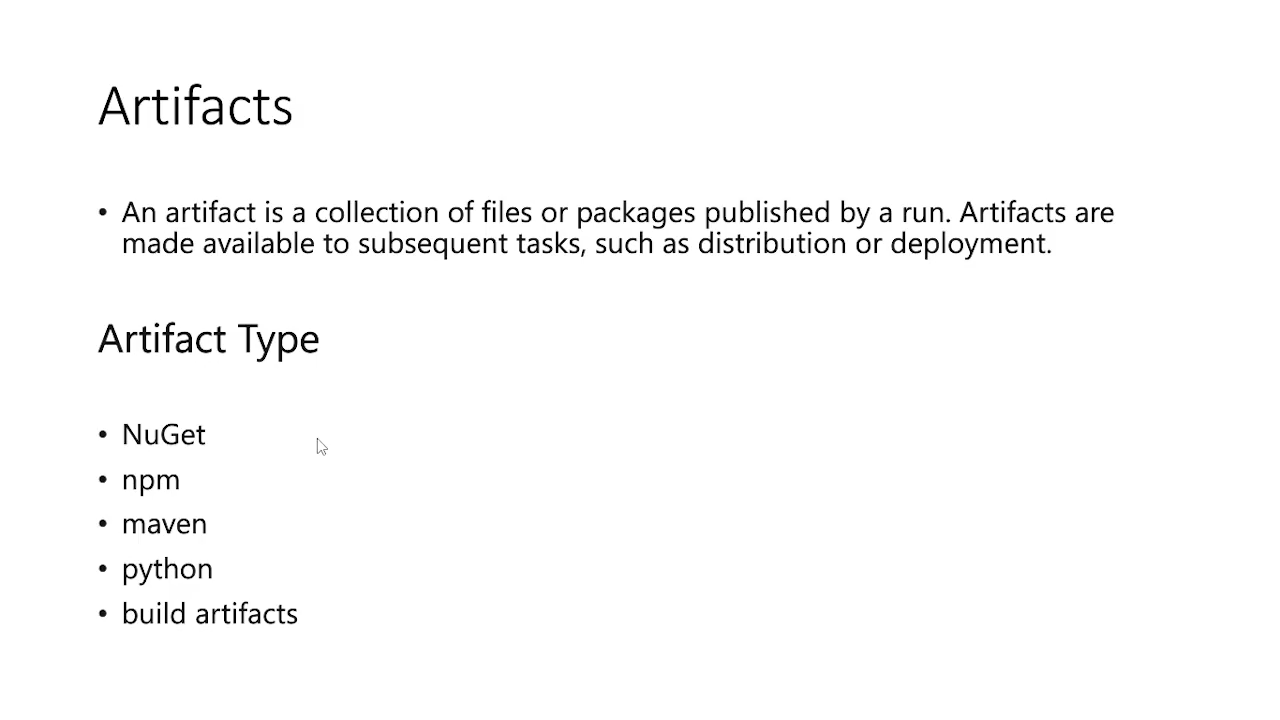 Artifacts
• An artifact is a collection of files or packages published by a run. Artifacts are
made available to subsequent tasks, such as distribution or deployment.
Artifact Type
• NuGet
• npm
• maven
• python
• build artifacts